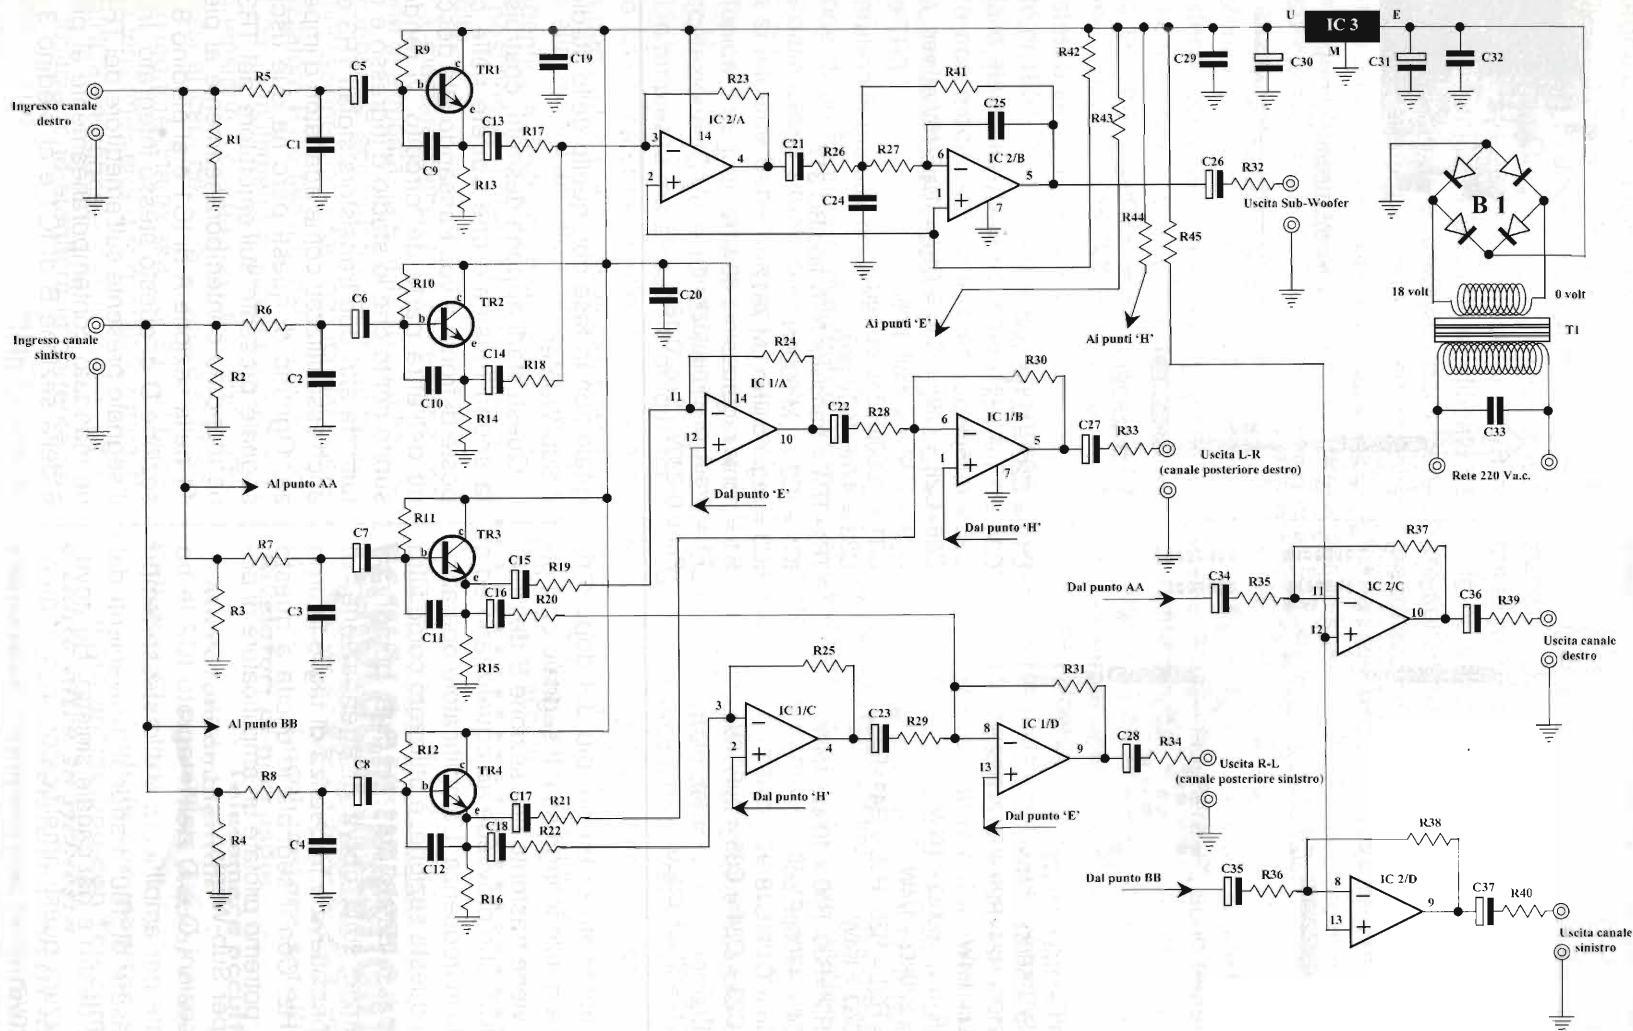 U
IC 3
E
M
R9
C5
R5
c
TR1
b
e
C19
R42
R41
R23
C29
C30
C31
C32
Ingresso canale
destro
R1
C1
C9
C13
R17
R13
IC 2/A
3
14
4
2
C21
R26
R27
C24
C25
R43
IC 2/B
6
5
1
7
C26
R32
Uscita Sub-Woofer
B 1
R44
R45
18 volt
0 volt
T1
R10
C6
R6
c
TR2
b
e
C20
Ai punti ‘E’
Ai punti ‘H’
Ingresso canale
sinistro
R2
C2
C10
C14
R18
R14
R24
IC 1/A
11
14
12
10
R30
C22
R28
IC 1/B
6
5
1
7
C27
R33
C33
Uscita L-R
(canale posteriore destro)
Rete 220 Va.c.
Al punto AA
Dal punto ‘E’
Dal punto ‘H’
R11
C7
R7
c
TR3
b
e
C15
R19
C16
R20
R3
C3
C11
R15
R37
Dal punto AA
C34
R35
IC 2/C
11
12
10
C36
R39
Uscita canale
destro
R25
R31
Al punto BB
IC 1/C
3
2
4
C23
R29
IC 1/D
8
13
9
C28
R34
Uscita R-L
(canale posteriore sinistro)
R12
C8
R8
c
TR4
b
e
C17
R21
C18
R22
R4
C4
C12
R16
Dal punto ‘H’
Dal punto ‘E’
R38
Dal punto BB
C35
R36
IC 2/D
8
9
13
C37
R40
Uscita canale
sinistro